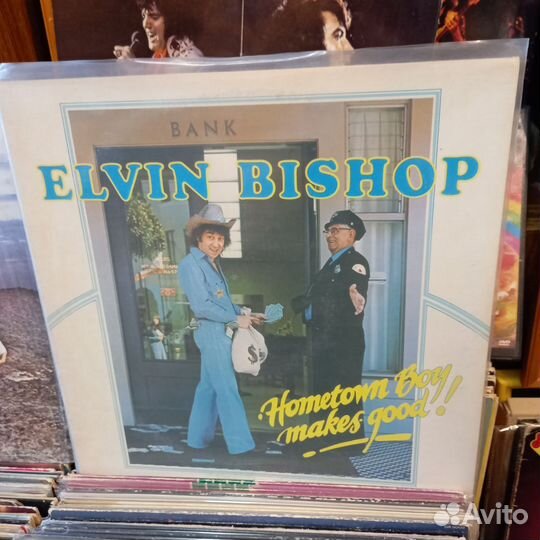 BANK
ELVIN BISHOP
$
Hometown Boy
makes good!
Avito